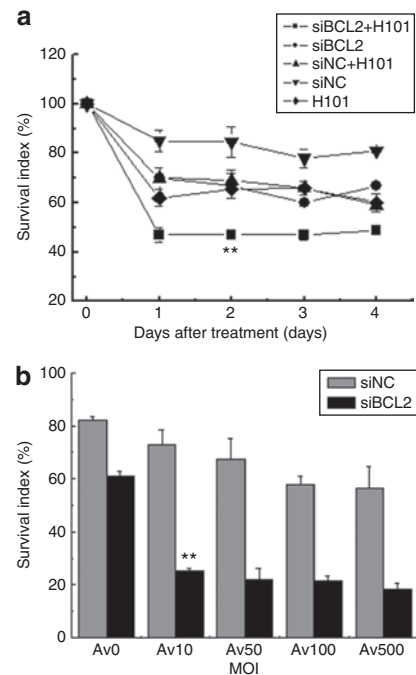 a
siBCL2+H101
siBCL2
siNC+H101
siNC
H101
120
100
80
60
40
20
Survival index (%)
**
0 1 2 3 4
Days after treatment (days)
b
siNC
siBCL2
100
80
60
40
20
0
Survival index (%)
**
Av0 Av10 Av50 Av100 Av500
MOI